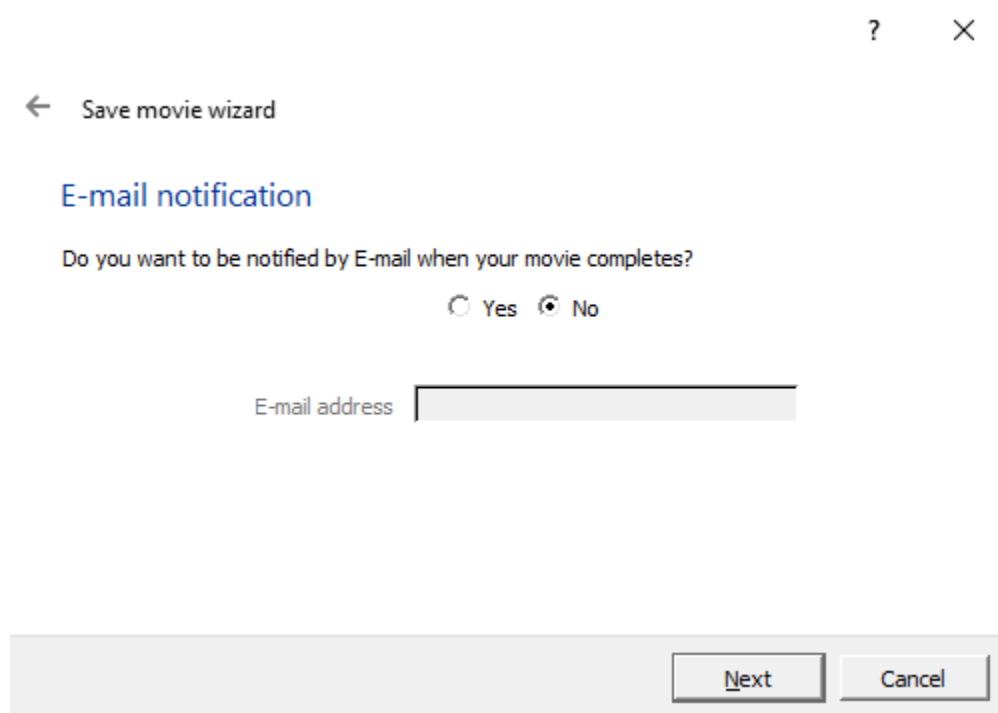 ?
Save movie wizard
E-mail notification
Do you want to be notified by E-mail when your movie completes?
Yes No
E-mail address
Next Cancel